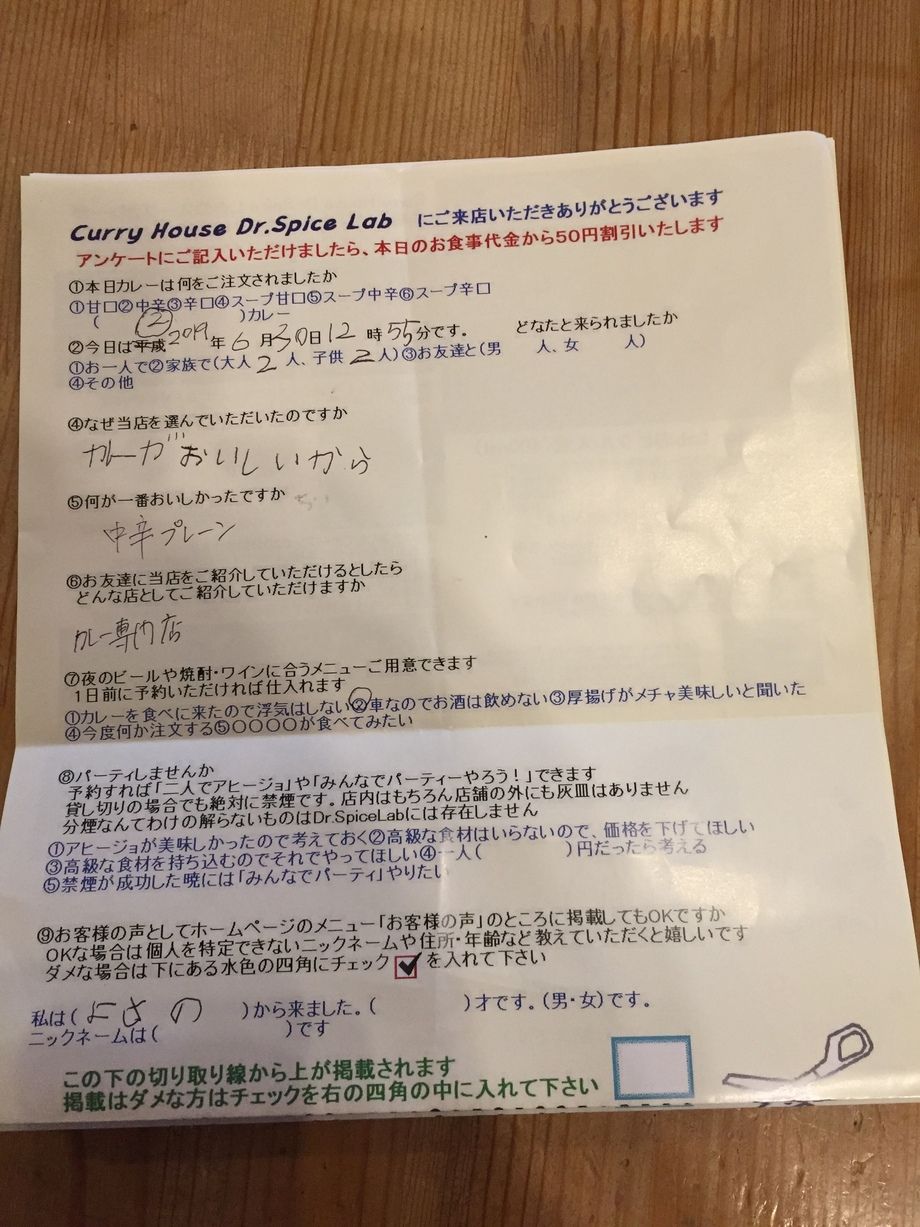 Curry House Dr.Spice Lab にご来店いただきありがとうございます
アンケートにご記入いただけましたら、本日のお食事代金から50円割引いたします
①本日カレーは何をご注文されましたか
①甘口②中辛③辛口④スープ甘口⑤スープ中辛⑥スープ辛口
( ② )カレー
②今日は平成2019年6月30日12時55分です。 どなたと来られましたか
①お一人で②家族で(大人2人、子供2人)③お友達と(男 人、女 人)
④その他
④なぜ当店を選んでいただいたのですか
カレーがおいしいから
⑤何が一番おいしかったですか
中辛プレーン
⑥お友達に当店をご紹介していただけるとしたら
どんな店としてご紹介していただけますか
カレー専門店
⑦夜のビールや焼酎・ワインに合うメニューご用意できます
1日前に予約いただければ仕入れます
①カレーを食べに来たので浮気はしない②車なのでお酒は飲めない③厚揚げがメチャ美味しいと聞いた
④今度何か注文する⑤〇〇〇〇が食べてみたい
⑧パーティしませんか
予約すれば「二人でアヒージョ」や「みんなでパーティーやろう!」できます
貸し切りの場合でも絶対に禁煙です。店内はもちろん店舗の外にも灰皿はありません
分煙なんてわけの解らないものはDr.SpiceLabには存在しません
①アヒージョが美味しかったので考えておく②高級な食材はいらないので、価格を下げてほしい
③高級な食材を持ち込むのでそれでやってほしい④一人( )円だったら考える
⑤禁煙が成功した暁には「みんなでパーティ」やりたい
⑨お客様の声としてホームページのメニュー「お客様の声」のところに掲載してもOKですか
OKな場合は個人を特定できないニックネームや住所・年齢など教えていただくと嬉しいです
ダメな場合は下にある水色の四角にチェック を入れて下さい
私は( よさの )から来ました。( )才です。(男・女)です。
ニックネームは( )です
この下の切り取り線から上が掲載されます
掲載はダメな方はチェックを右の四角の中に入れて下さい